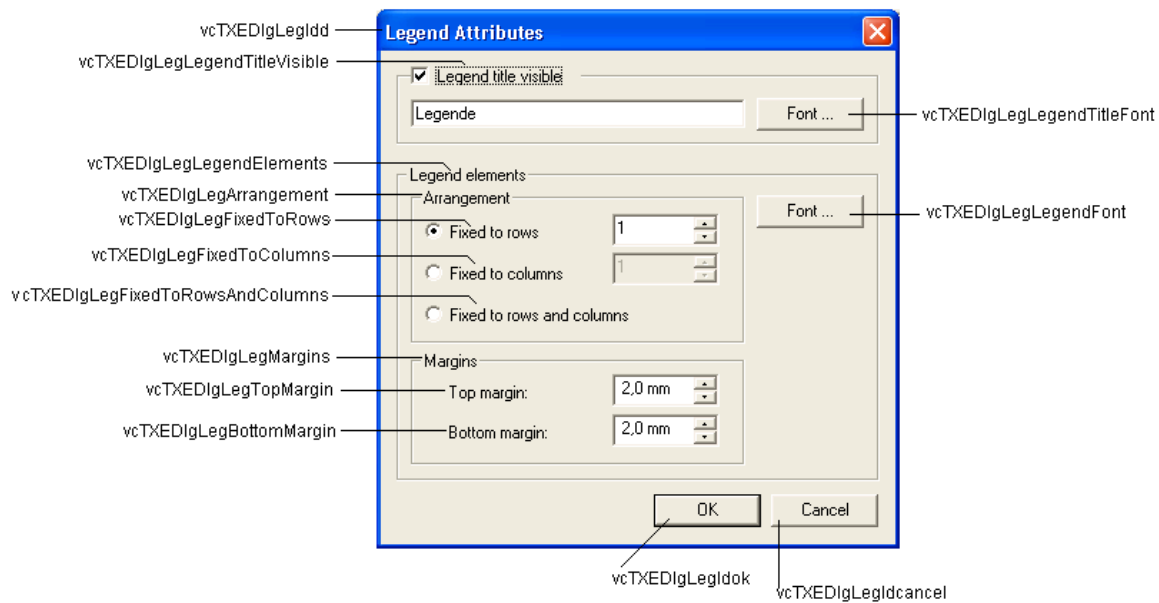 vcTXEDlgLegIdd
Legend Attributes
vcTXEDlgLegLegendTitleVisible
Legend title visible
Legende
Font ...
vcTXEDlgLegLegendTitleFont
vcTXEDlgLegLegendElements
Legend elements
vcTXEDlgLegArrangement
Arrangement
Font ...
vcTXEDlgLegLegendFont
vcTXEDlgLegFixedToRows
Fixed to rows
1
vcTXEDlgLegFixedToColumns
Fixed to columns
1
vcTXEDlgLegFixedToRowsAndColumns
Fixed to rows and columns
vcTXEDlgLegMargins
Margins
vcTXEDlgLegTopMargin
Top margin:
2,0 mm
vcTXEDlgLegBottomMargin
Bottom margin:
2,0 mm
OK
Cancel
vcTXEDlgLegIdok
vcTXEDlgLegIdcancel